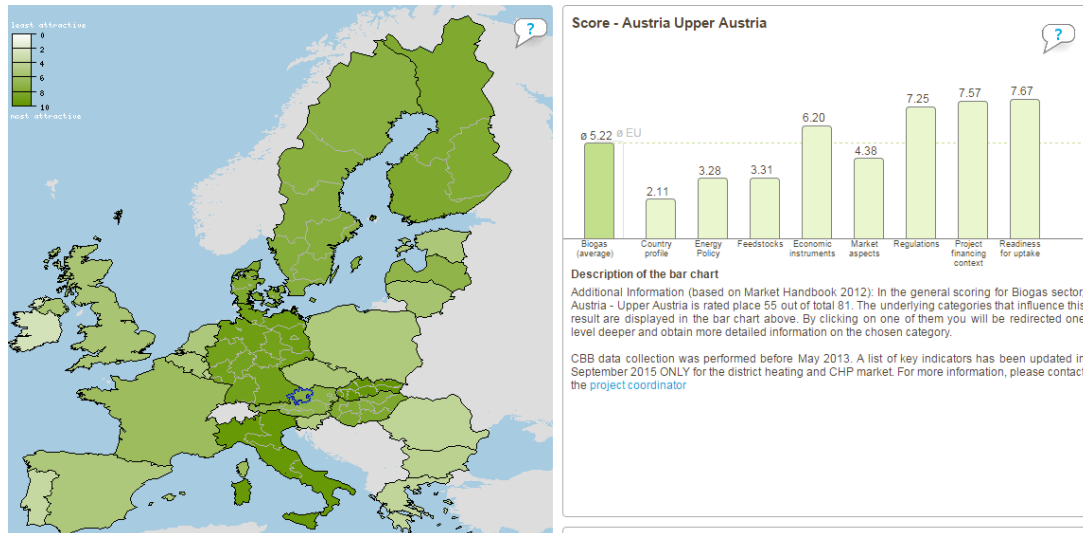 least attractive
0
2
4
6
8
10
most attractive
?
Score - Austria Upper Austria
?
ø 5.22
ø EU
2.11
3.28
3.31
6.20
4.38
7.25
7.57
7.67
Biogas
(average)
Country
profile
Energy
Policy
Feedstocks
Economic
instruments
Market
aspects
Regulations
Project
financing
context
Readiness
for uptake
Description of the bar chart
Additional Information (based on Market Handbook 2012): In the general scoring for Biogas sector,
Austria - Upper Austria is rated place 55 out of total 81. The underlying categories that influence this
result are displayed in the bar chart above. By clicking on one of them you will be redirected one
level deeper and obtain more detailed information on the chosen category.
CBB data collection was performed before May 2013. A list of key indicators has been updated in
September 2015 ONLY for the district heating and CHP market. For more information, please contact
the project coordinator